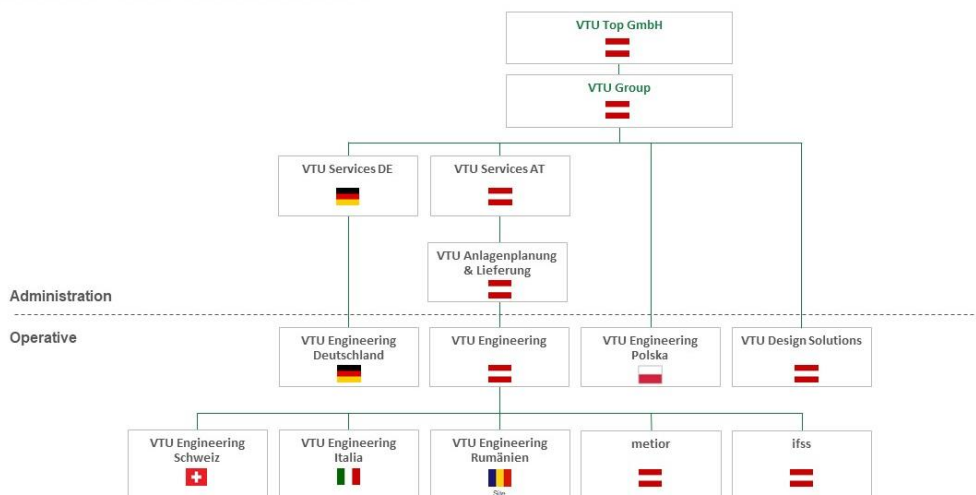 VTU Top GmbH
VTU Group
VTU Services DE
VTU Services AT
VTU Anlagenplanung
& Lieferung
Administration
Operative
VTU Engineering
Deutschland
VTU Engineering
VTU Engineering
Polska
VTU Design Solutions
VTU Engineering
Schweiz
VTU Engineering
Italia
VTU Engineering
Rumänien
metior
ifss